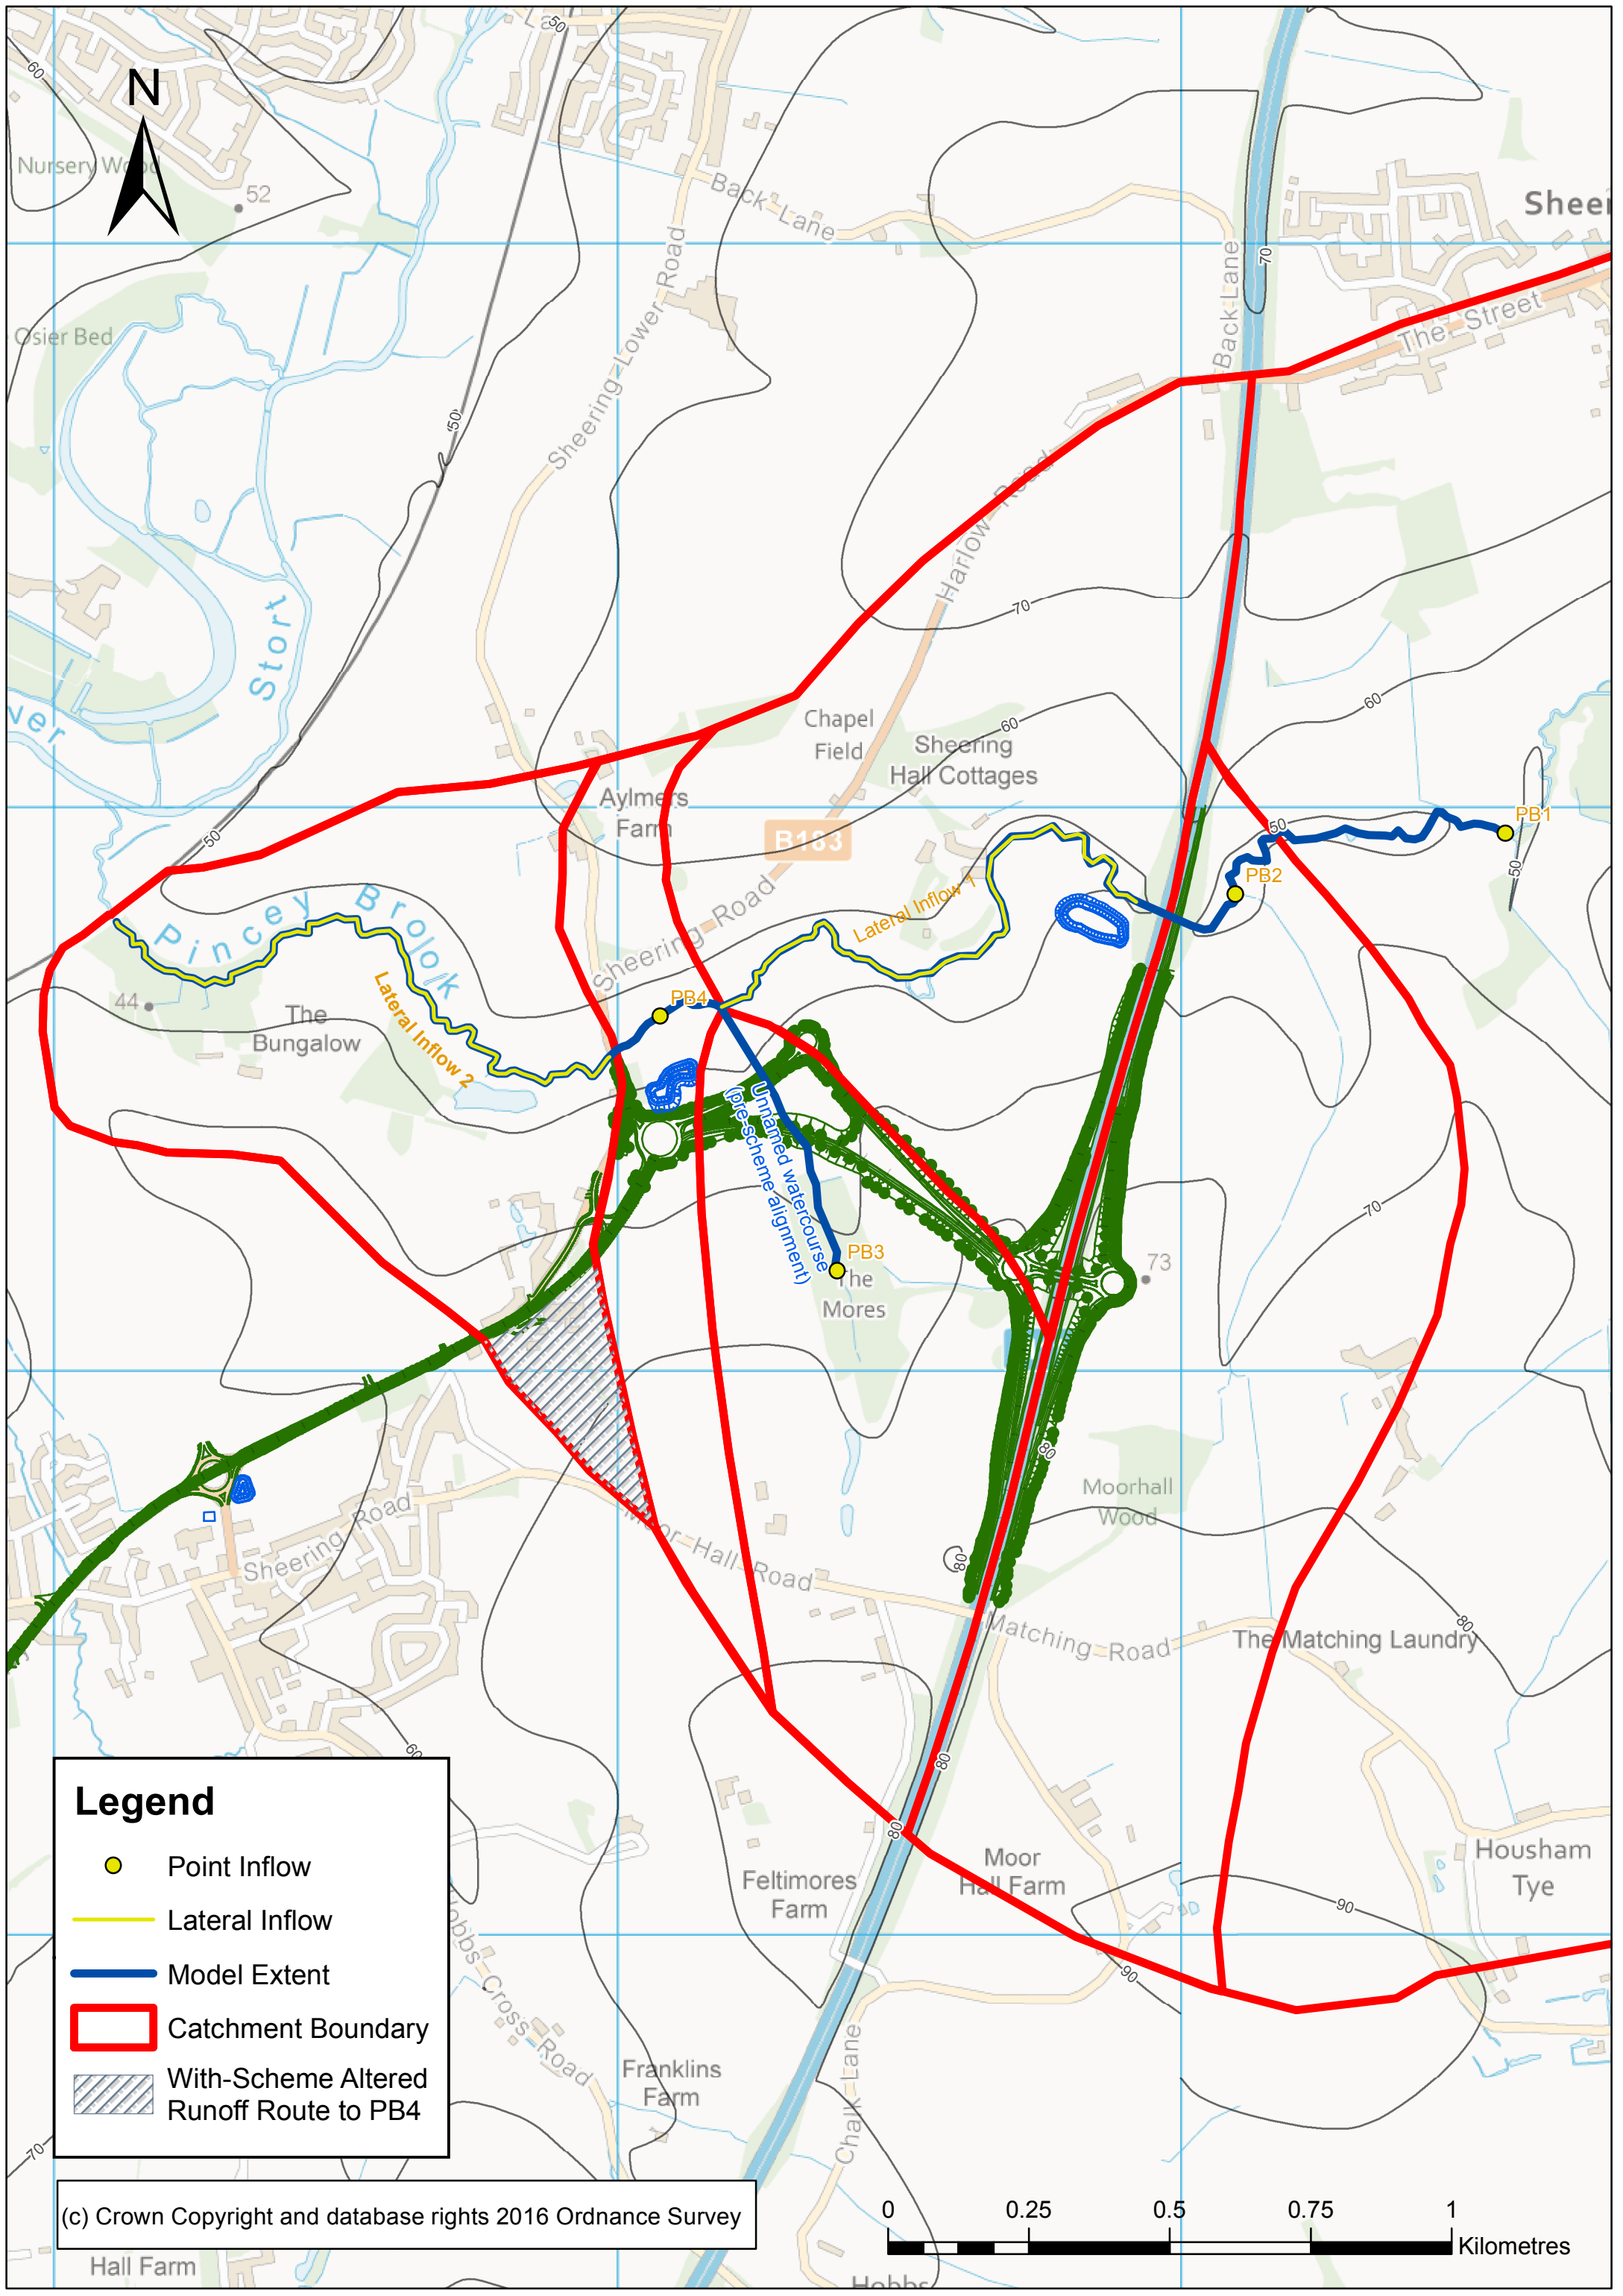 50
60
N
Nursery Wood
52
Back Lane
Sheering Lower Road
Back Lane
70
Osier Bed
The Street
50
Harlow Road
70
Stort
60
Chapel
Field
60
Sheering
Hall Cottages
Aylmers
Farm
B183
50
PB1
50
PB2
50
Pincey Brook
Lateral Inflow 1
Sheering Road
PB4
44
The
Bungalow
Lateral Inflow 2
Unnamed watercourse
(pre-scheme alignment)
PB3
The
Mores
73
70
80
Moorhall
Wood
Sheering Road
Moor Hall Road
80
Matching Road
The Matching Laundry
80
60
80
80
Feltimores
Farm
Moor
Hall Farm
Housham
Tye
90
90
Hobbs Cross Road
Franklins
Farm
Chalk Lane
70
Legend
Point Inflow
Lateral Inflow
Model Extent
Catchment Boundary
With-Scheme Altered
Runoff Route to PB4
(c) Crown Copyright and database rights 2016 Ordnance Survey
0 0.25 0.5 0.75 1
Kilometres
Hall Farm
Hobbs